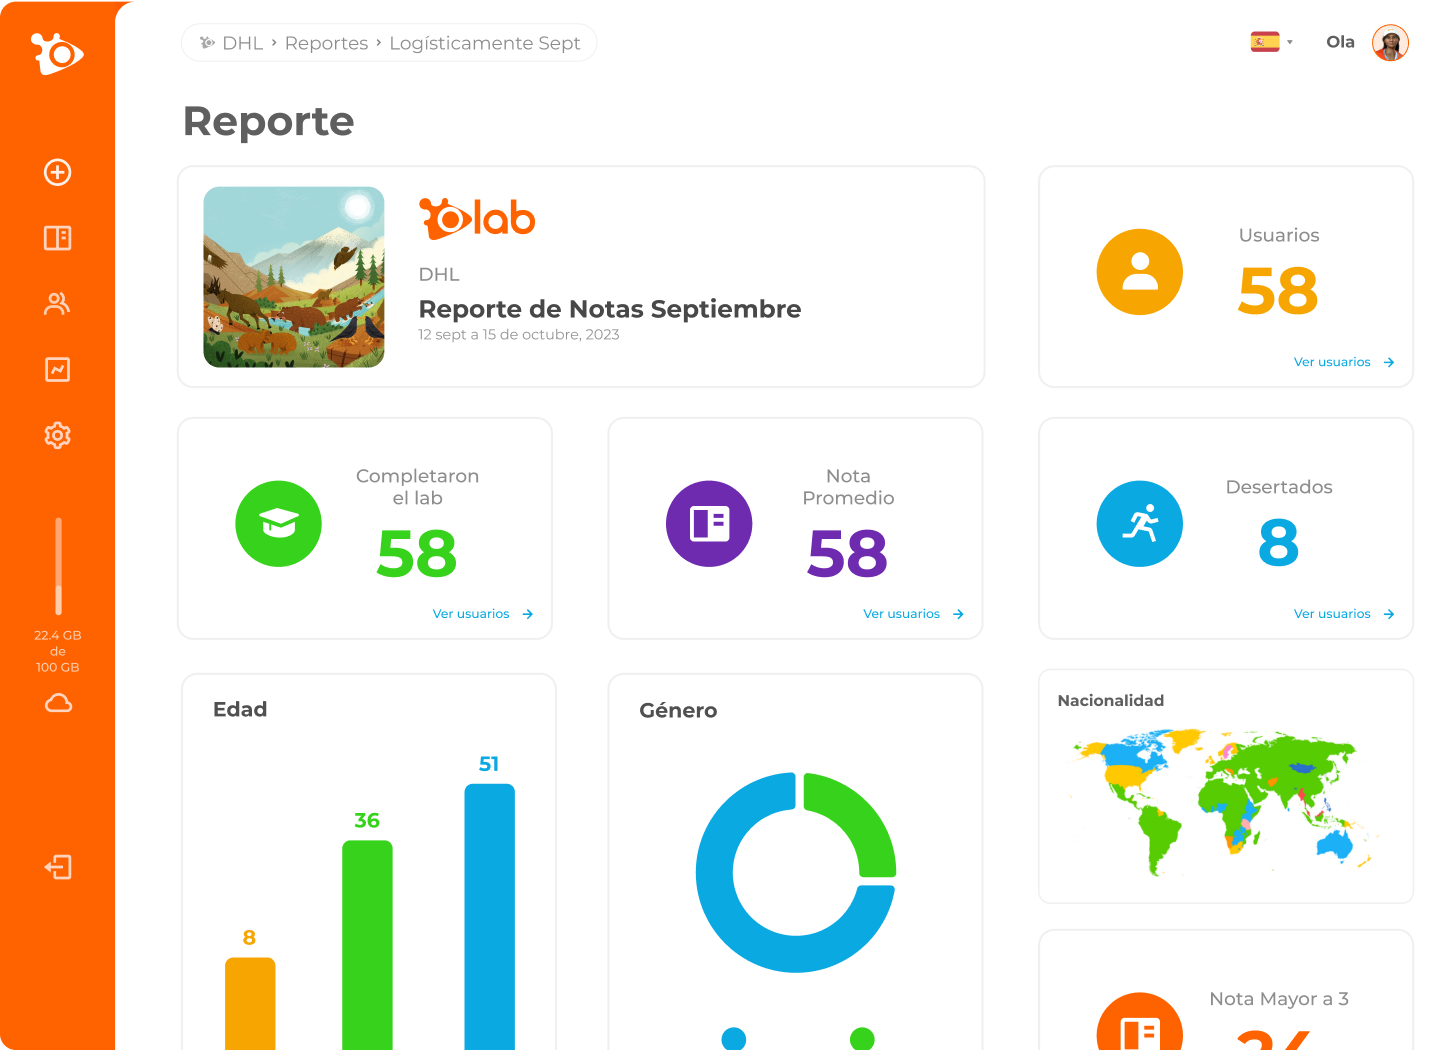 DHL › Reportes › Logísticamente Sept
Ola
Reporte
lab
DHL
Reporte de Notas Septiembre
12 sept a 15 de octubre, 2023
Usuarios
58
Ver usuarios
Completaron
el lab
58
Ver usuarios
Nota
Promedio
58
Ver usuarios
Desertados
8
Ver usuarios
22.4 GB
de
100 GB
Edad
8
36
51
Género
Nacionalidad
Nota Mayor a 3